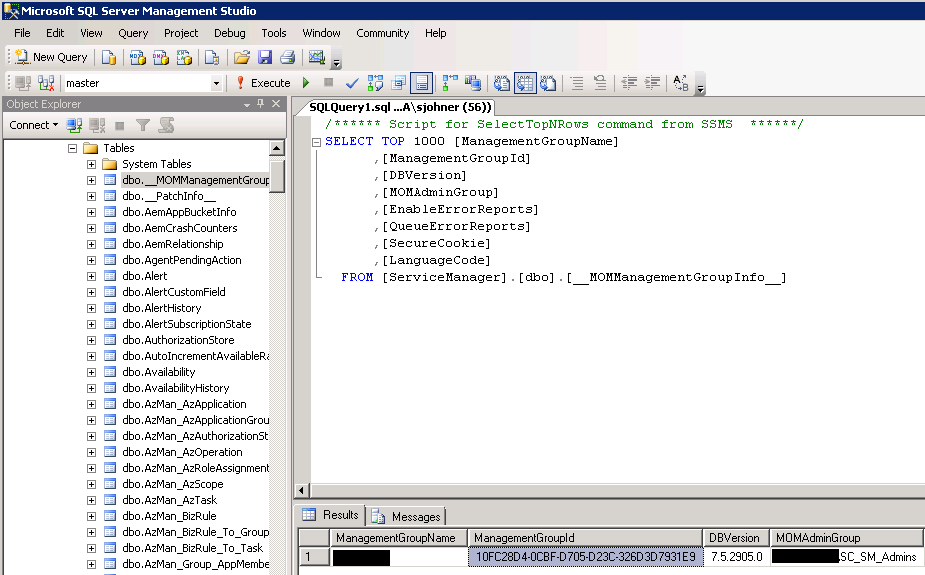 Microsoft SQL Server Management Studio
File Edit View Query Project Debug Tools Window Community Help
New Query
master Execute
Object Explorer
Connect
Tables
System Tables
dbo.__MOMManagementGroup
dbo.__PatchInfo__
dbo.AemAppBucketInfo
dbo.AemCrashCounters
dbo.AemRelationship
dbo.AgentPendingAction
dbo.Alert
dbo.AlertCustomField
dbo.AlertHistory
dbo.AlertSubscriptionState
dbo.AuthorizationStore
dbo.AutoIncrementAvailableRa
dbo.Availability
dbo.AvailabilityHistory
dbo.AzMan_AzApplication
dbo.AzMan_AzApplicationGrou
dbo.AzMan_AzAuthorizationSt
dbo.AzMan_AzOperation
dbo.AzMan_AzRoleAssignment
dbo.AzMan_AzScope
dbo.AzMan_AzTask
dbo.AzMan_BizRule
dbo.AzMan_BizRule_To_Group
dbo.AzMan_BizRule_To_Task
dbo.AzMan_Group_AppMembe
SQLQuery1.sql ...A\sjohner (56))
/****** Script for SelectTopNRows command from SSMS ******/
SELECT TOP 1000 [ManagementGroupName]
,[ManagementGroupId]
,[DBVersion]
,[MOMAdminGroup]
,[EnableErrorReports]
,[QueueErrorReports]
,[SecureCookie]
,[LanguageCode]
FROM [ServiceManager].[dbo].[__MOMManagementGroupInfo__]
Results Messages
ManagementGroupName ManagementGroupId DBVersion MOMAdminGroup
1 10FC28D4-0CBF-D705-D23C-326D3D7931E9 7.5.2905.0 .SC_SM_Admins